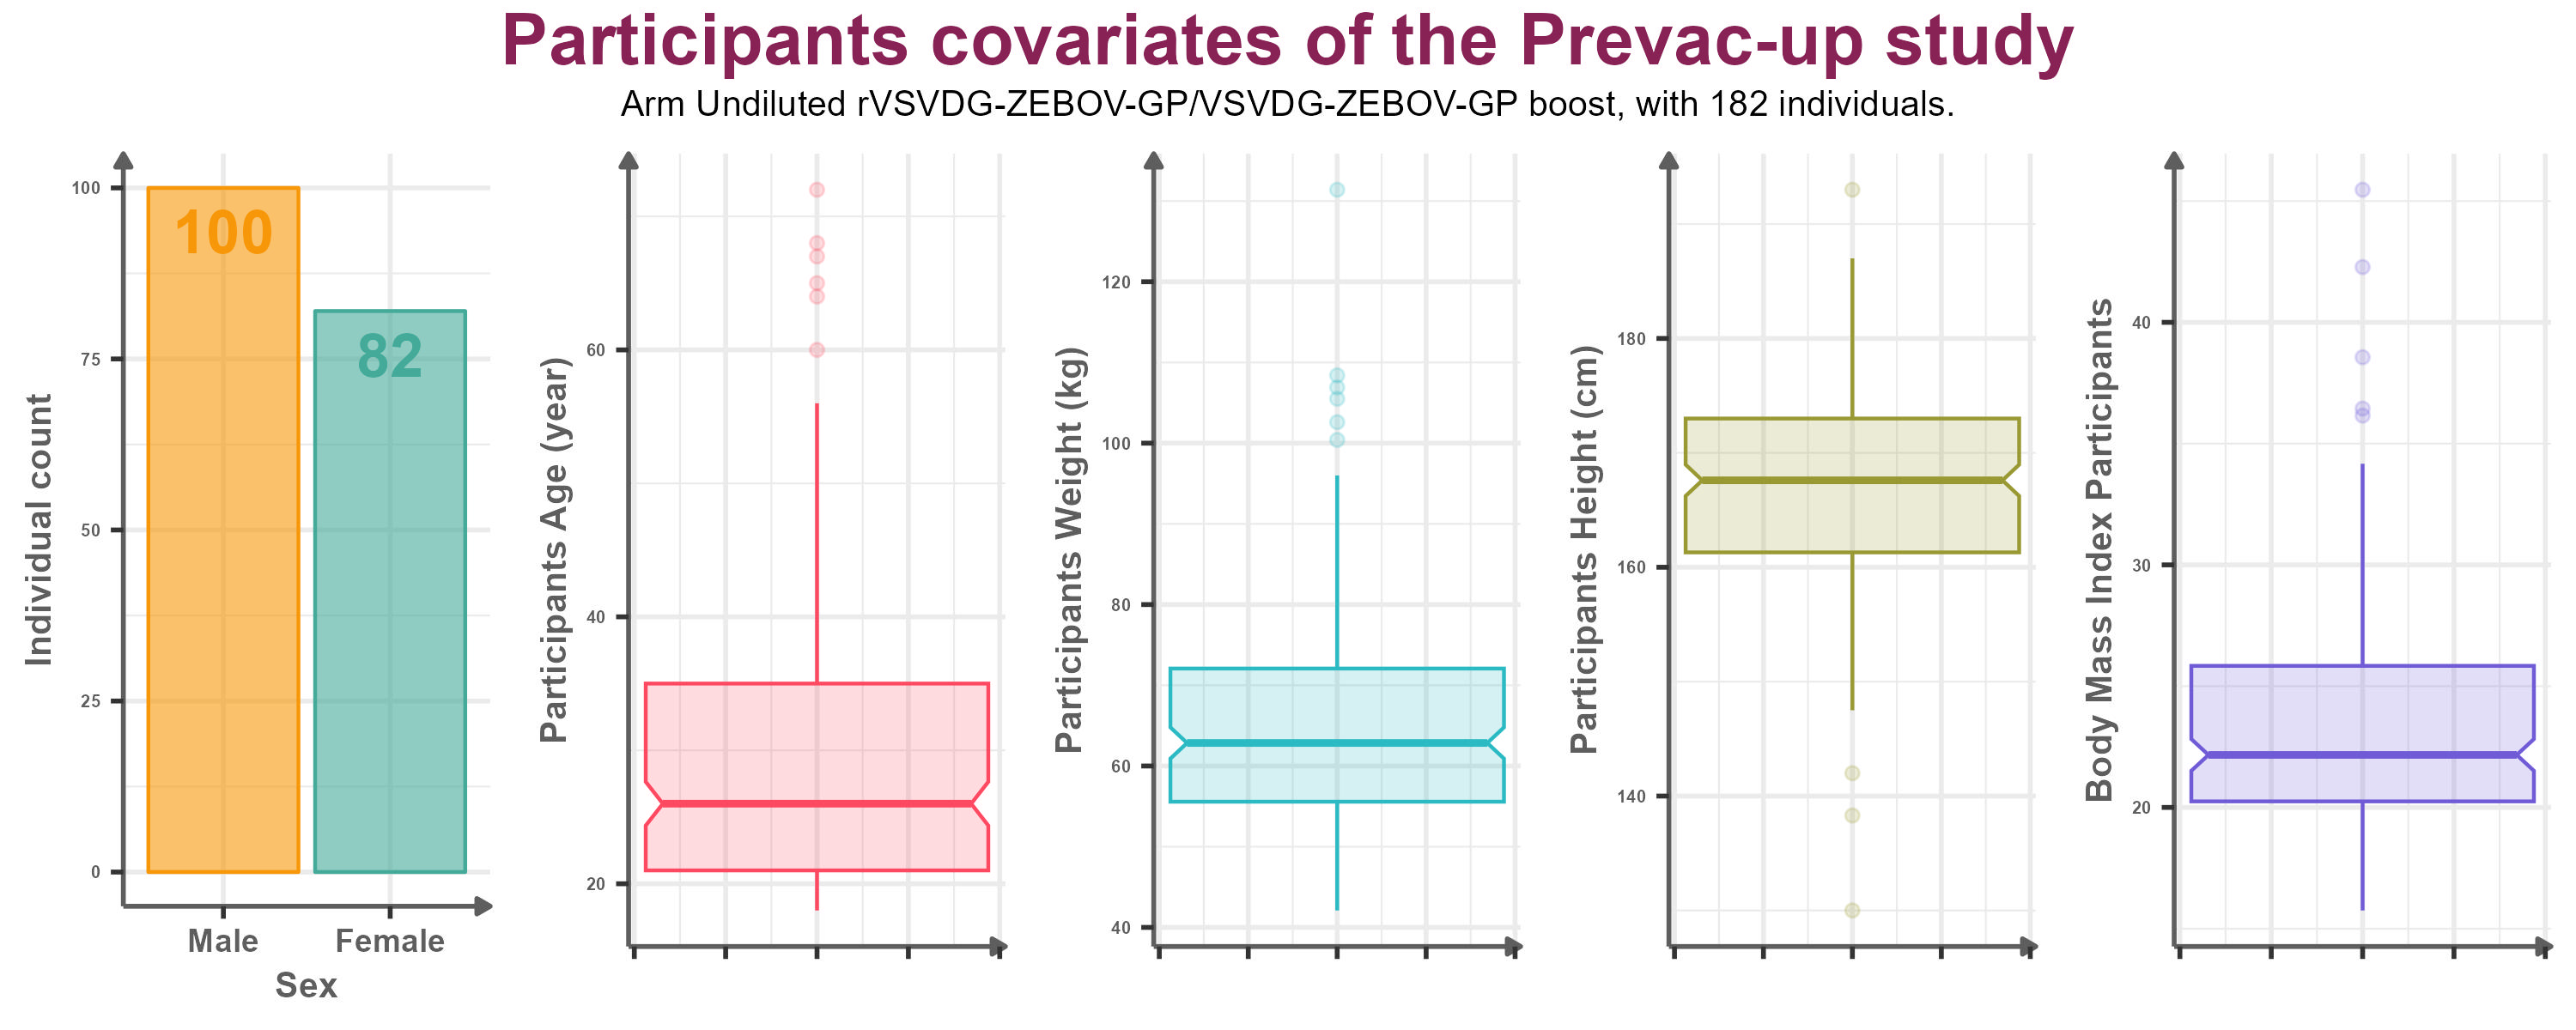 Participants covariates of the Prevac-up study
Arm Undiluted rVSVDG-ZEBOV-GP/VSVDG-ZEBOV-GP boost, with 182 individuals.
Individual count
100
75
50
25
0
100
82
Male
Female
Sex
Participants Age (year)
60
40
20
Participants Weight (kg)
120
100
80
60
40
Participants Height (cm)
180
160
140
Body Mass Index Participants
40
30
20